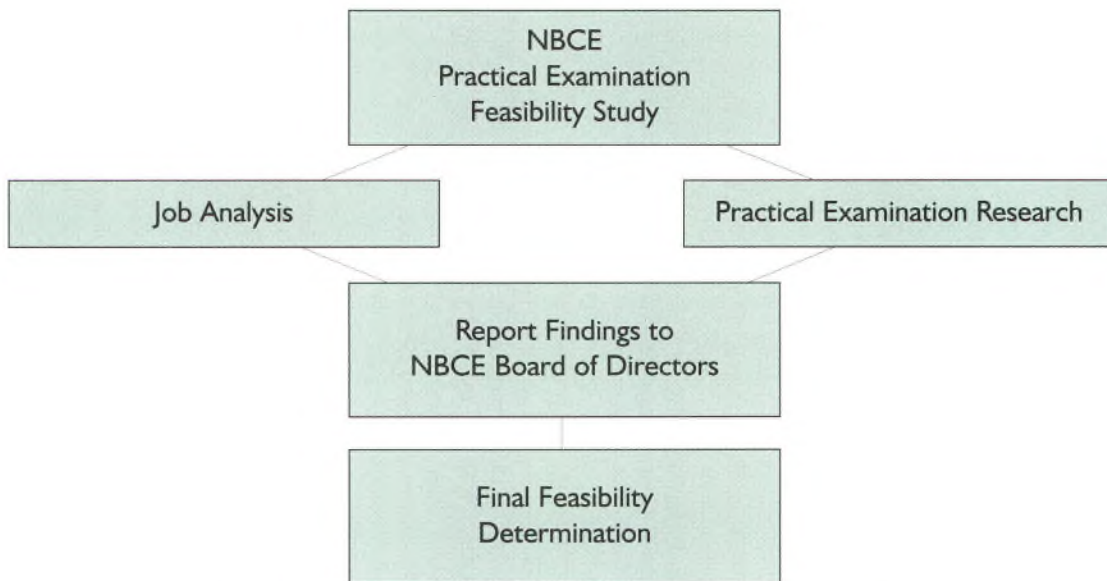 NBCE
Practical Examination
Feasibility Study
Job Analysis
Practical Examination Research
Report Findings to
NBCE Board of Directors
Final Feasibility
Determination